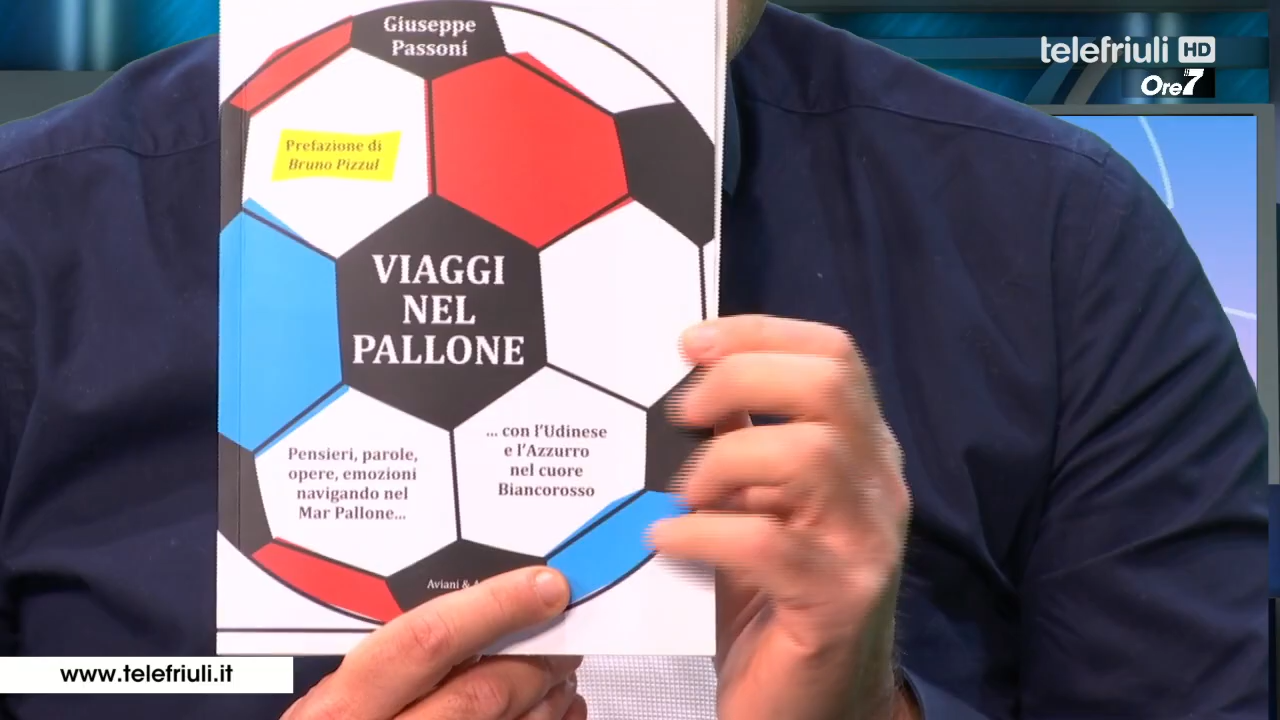 Giuseppe
Passoni
telefriuli HD
Ore7
Prefazione di
Bruno Pizzul
VIAGGI
NEL
PALLONE
Pensieri, parole,
opere, emozioni
navigando nel
Mar Pallone...
... con l'Udinese
e l'Azzurro
nel cuore
Biancorosso
Aviani &
www.telefriuli.it